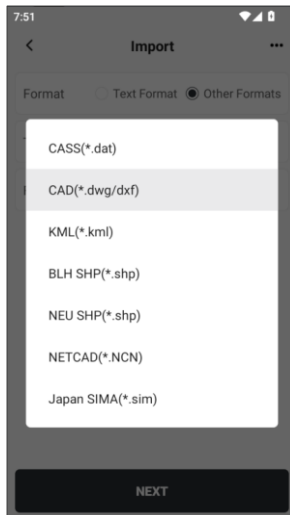 7:51
Import
Format Text Format Other Formats
CASS(*.dat)
CAD(*.dwg/dxf)
KML(*.kml)
BLH SHP(*.shp)
NEU SHP(*.shp)
NETCAD(*.NCN)
Japan SIMA(*.sim)
NEXT